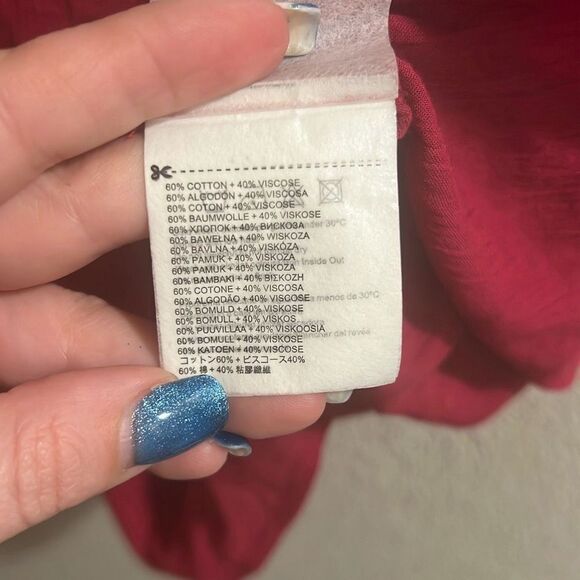 60% COTTON + 40% VISCOSE
60% ALGODÓN + 40% VISCOSA
60% COTON + 40% VISCOSE
60% BAUMWOLLE + 40% VISKOSE
60% ХЛОПОК + 40% ВИСКОЗА
60% BAWEŁNA + 40% WISKOZA
60% BAVLNA + 40% VISKÓZA
60% PAMUK + 40% VISKOZA
60% PAMUK + 40% VISKOZA
60% BAMBAKI + 40% ΒΙΣΚΟΖΗ
60% COTONE + 40% VISCOSA
60% ALGODÃO + 40% VISCOSE
60% BOMULD + 40% VISKOSE
60% BOMULL + 40% VISKOS
60% PUUVILLAA + 40% VISKOOSIA
60% BOMULL + 40% VISKOSE
60% KATOEN + 40% VISCOSE
コットン60% + ビスコース40%
60% 棉 + 40% 粘膠纖維